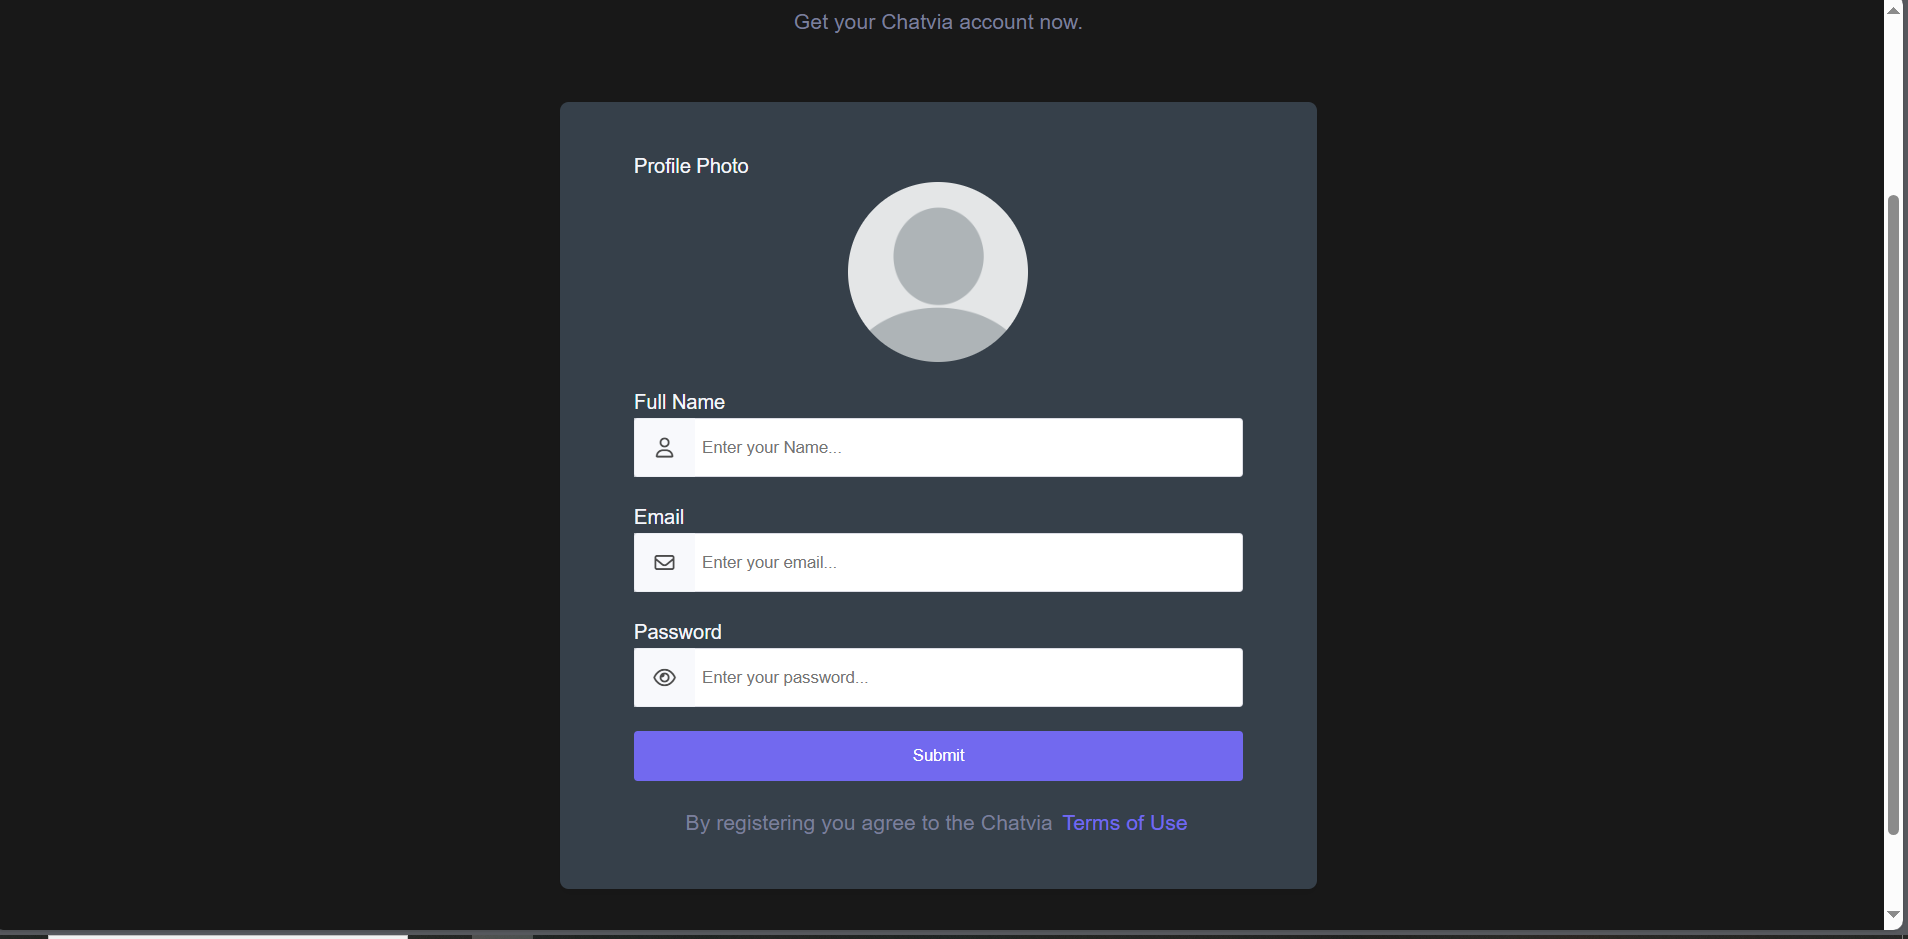 Get your Chatvia account now.
Profile Photo
Full Name
Enter your Name...
Email
Enter your email...
Password
Enter your password...
Submit
By registering you agree to the Chatvia Terms of Use